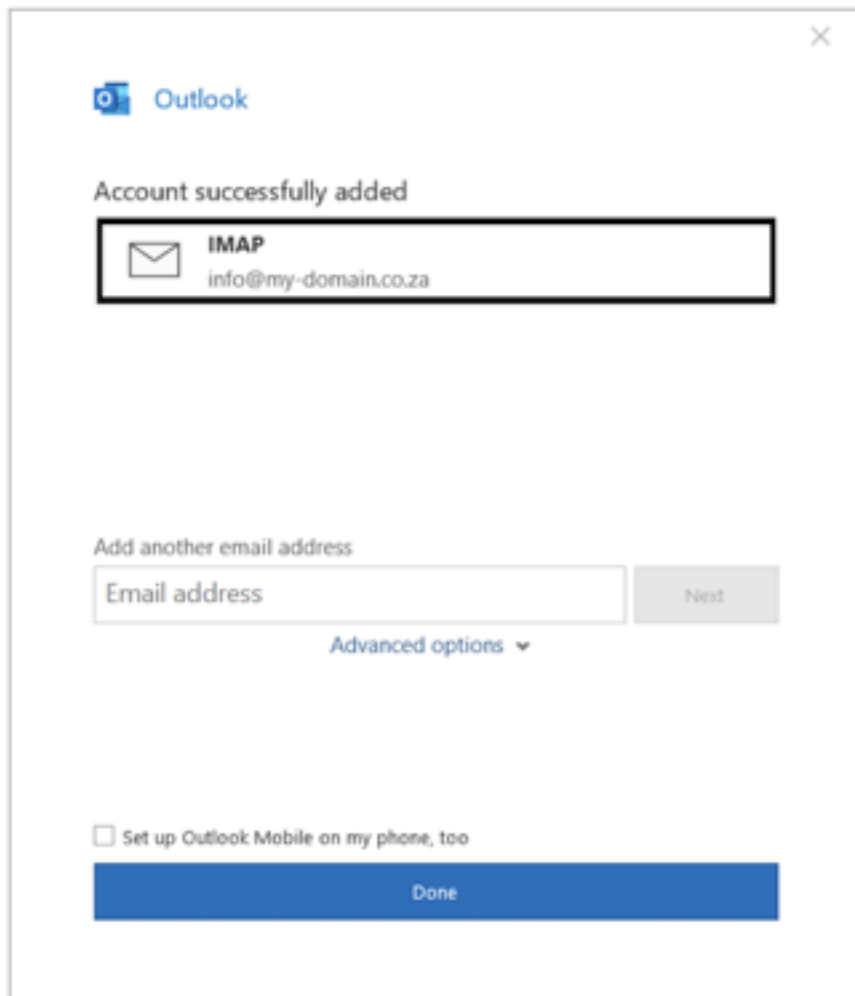 Outlook
Account successfully added
IMAP
info@my-domain.co.za
Add another email address
Email address
Next
Advanced options
Set up Outlook Mobile on my phone, too
Done